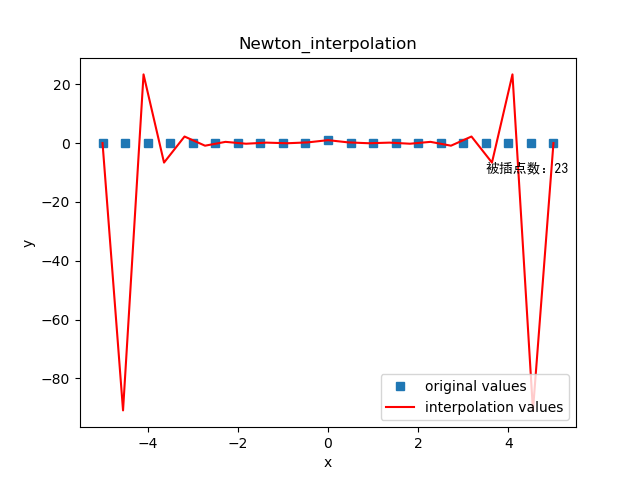 Newton_interpolation
20
0
−20
−40
−60
−80
y
被插点数：23
original values
interpolation values
−4 −2 0 2 4
x